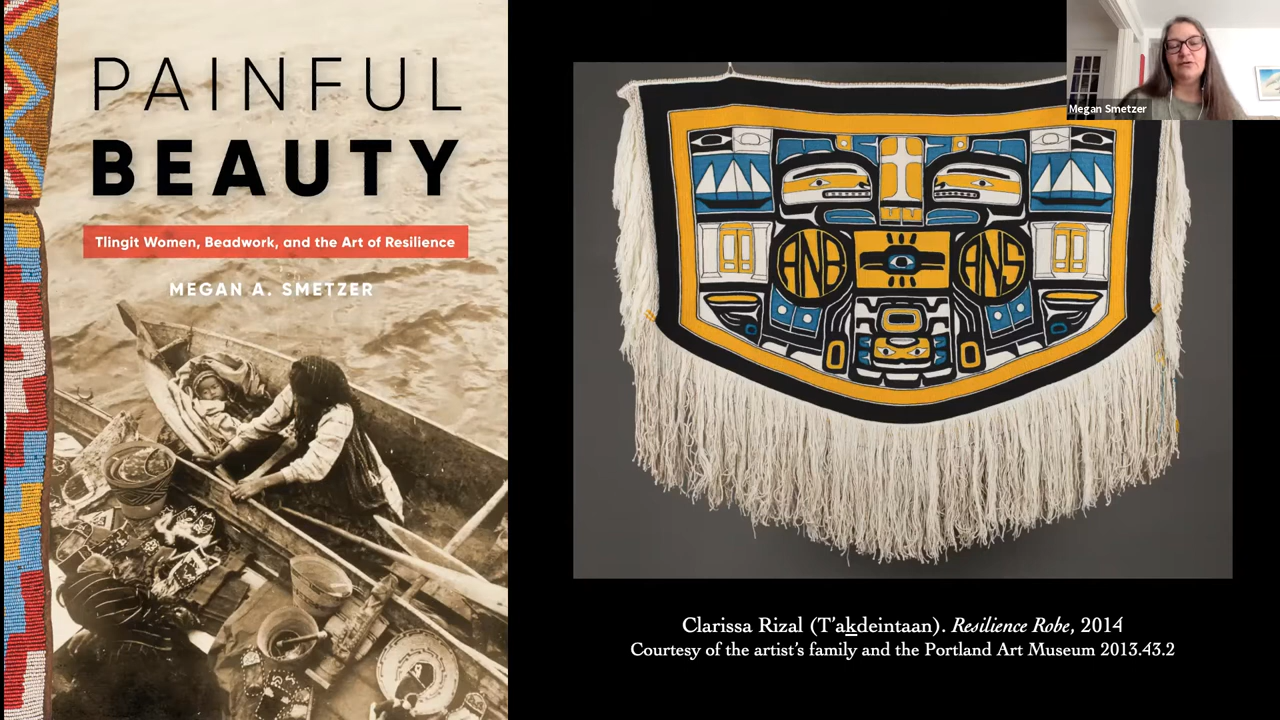 PAINFUL
BEAUTY
Tlingit Women, Beadwork, and the Art of Resilience
MEGAN A. SMETZER
ANB
ANS
Megan Smetzer
Clarissa Rizal (T'aḵdeintaan). Resilience Robe, 2014
Courtesy of the artist's family and the Portland Art Museum 2013.43.2